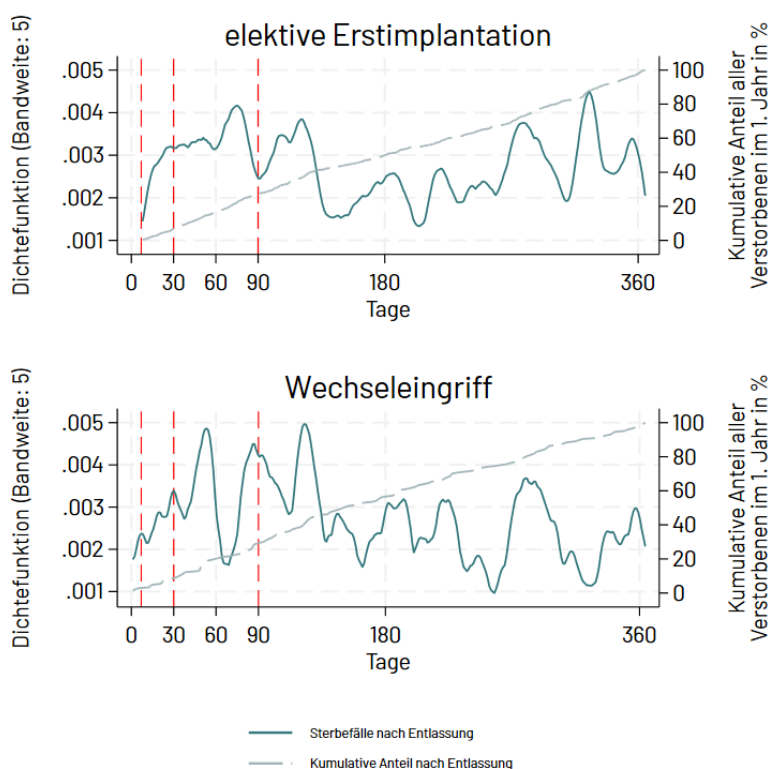 elektive Erstimplantation
Dichtefunktion (Bandweite: 5)
.005
.004
.003
.002
.001
100
80
60
40
20
0
Kumulative Anteil aller
Verstorbenen im 1. Jahr in %
0 30 60 90 180 360
Tage
Wechseleingriff
Dichtefunktion (Bandweite: 5)
.005
.004
.003
.002
.001
100
80
60
40
20
0
Kumulative Anteil aller
Verstorbenen im 1. Jahr in %
0 30 60 90 180 360
Tage
Sterbefälle nach Entlassung
Kumulative Anteil nach Entlassung